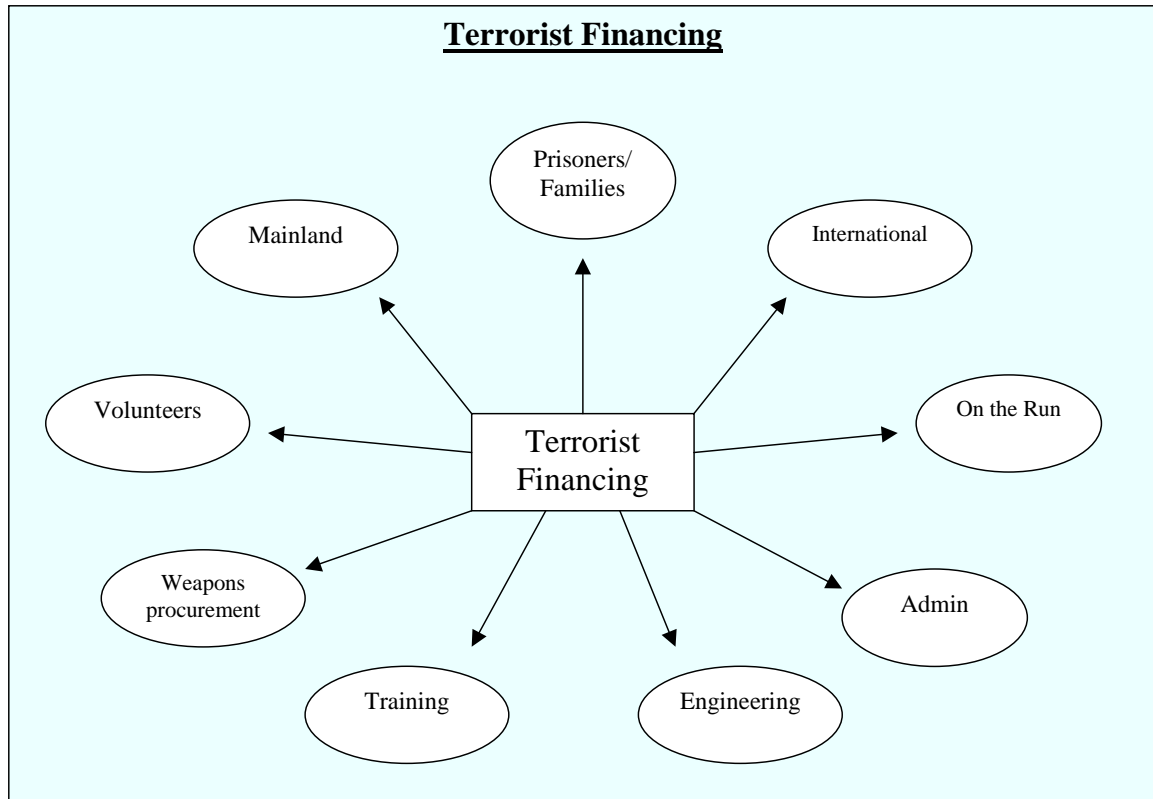 Terrorist Financing
Prisoners/
Families
Mainland
International
Volunteers
On the Run
Terrorist
Financing
Weapons
procurement
Admin
Training
Engineering